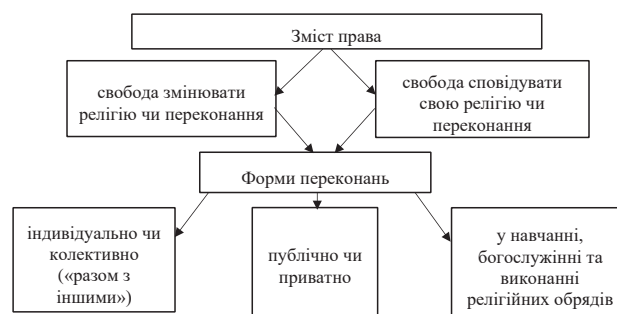 Зміст права
свобода змінювати
релігію чи переконання
свобода сповідувати
свою релігію чи
переконання
Форми переконань
індивідуально чи
колективно
(«разом з
іншими»)
публічно чи
приватно
у навчанні,
богослужінні та
виконанні
релігійних обрядів